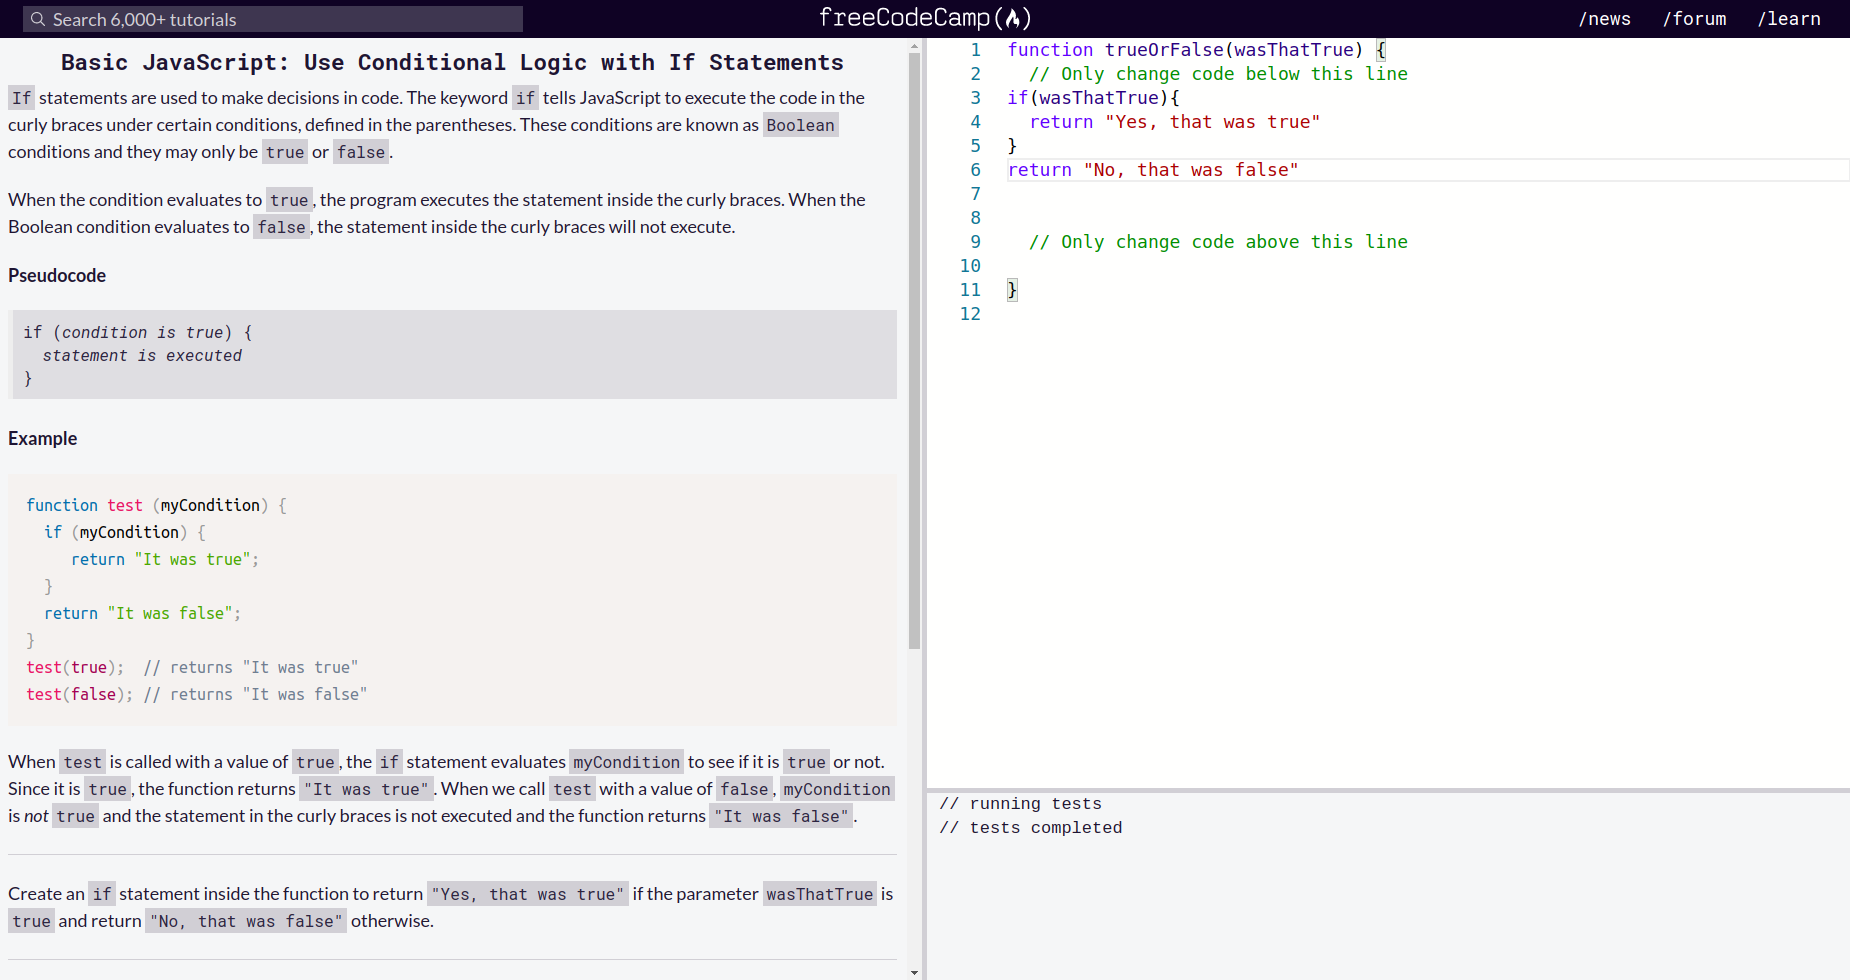 Search 6,000+ tutorials
freeCodeCamp
/news /forum /learn
Basic JavaScript: Use Conditional Logic with If Statements
If statements are used to make decisions in code. The keyword if tells JavaScript to execute the code in the
curly braces under certain conditions, defined in the parentheses. These conditions are known as Boolean
conditions and they may only be true or false.
When the condition evaluates to true, the program executes the statement inside the curly braces. When the
Boolean condition evaluates to false, the statement inside the curly braces will not execute.
Pseudocode
if (condition is true) {
statement is executed
}
Example
function test (myCondition) {
if (myCondition) {
return "It was true";
}
return "It was false";
}
test(true); // returns "It was true"
test(false); // returns "It was false"
When test is called with a value of true, the if statement evaluates myCondition to see if it is true or not.
Since it is true, the function returns "It was true". When we call test with a value of false, myCondition
is not true and the statement in the curly braces is not executed and the function returns "It was false".
Create an if statement inside the function to return "Yes, that was true" if the parameter wasThatTrue is
true and return "No, that was false" otherwise.
1 function trueOrFalse(wasThatTrue) {
2 // Only change code below this line
3 if(wasThatTrue){
4 return "Yes, that was true"
5 }
6 return "No, that was false"
7
8
9 // Only change code above this line
10
11 }
12
// running tests
// tests completed